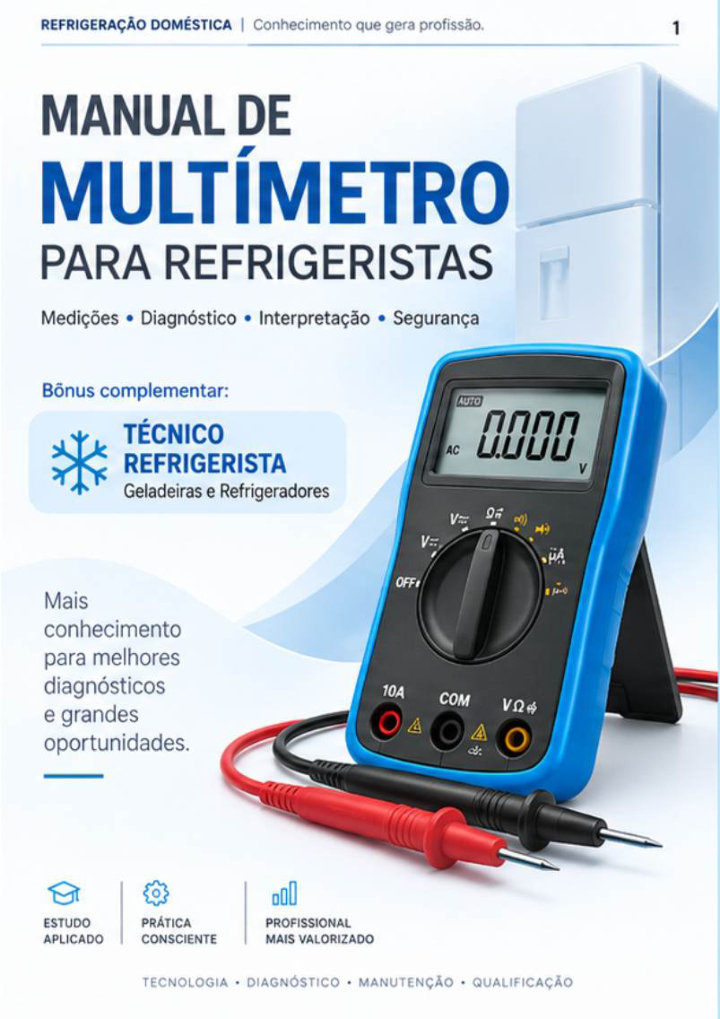 REFRIGERAÇÃO DOMÉSTICA | Conhecimento que gera profissão.
1
MANUAL DE
MULTÍMETRO
PARA REFRIGERISTAS
Medições • Diagnóstico • Interpretação • Segurança
Bônus complementar:
TÉCNICO
REFRIGERISTA
Geladeiras e Refrigeradores
AUTO
AC
0.000
V
V
Ω
V
μA
OFF
Mais
conhecimento
para melhores
diagnósticos
e grandes
oportunidades.
10A
COM
VΩ
ESTUDO
APLICADO
PRÁTICA
CONSCIENTE
PROFISSIONAL
MAIS VALORIZADO
TECNOLOGIA • DIAGNÓSTICO • MANUTENÇÃO • QUALIFICAÇÃO